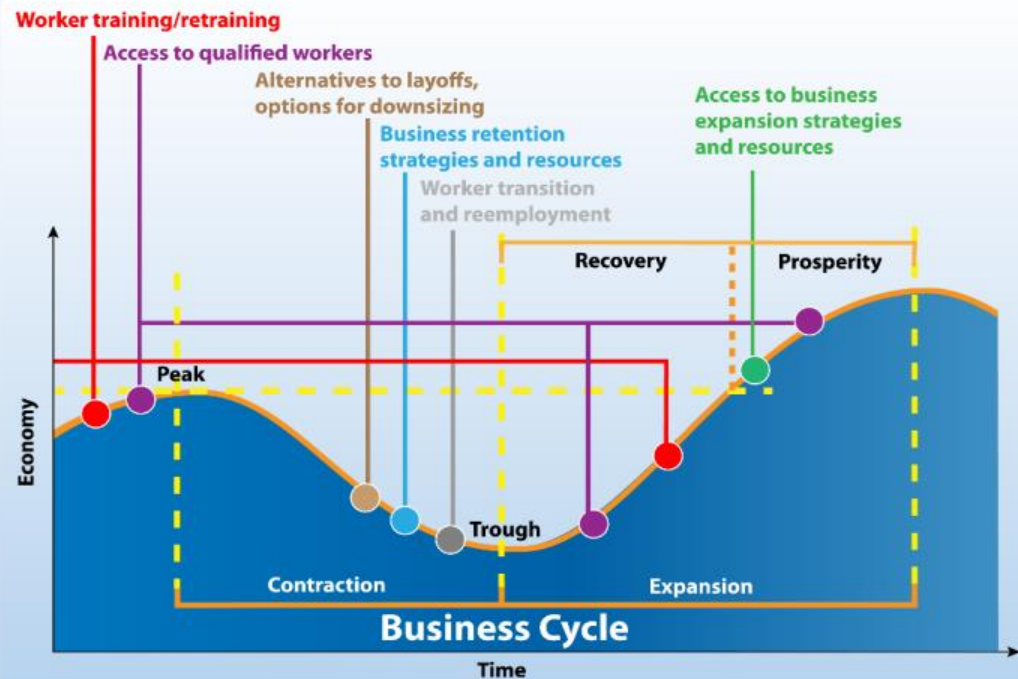 Worker training/retraining
Access to qualified workers
Alternatives to layoffs,
options for downsizing
Business retention
strategies and resources
Worker transition
and reemployment
Access to business
expansion strategies
and resources
Recovery
Prosperity
Peak
Trough
Economy
Contraction
Expansion
Business Cycle
Time